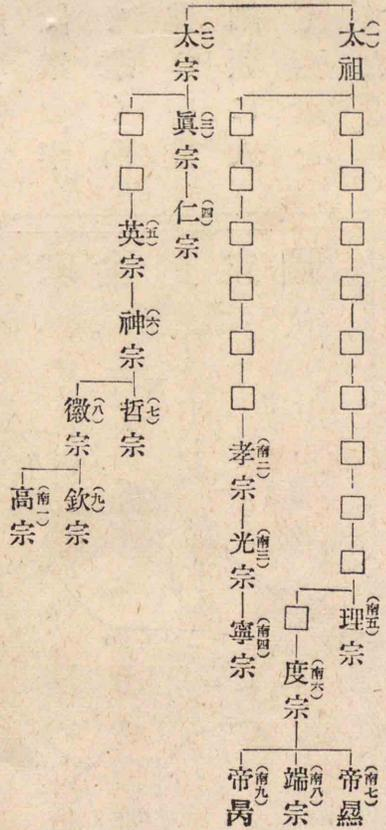 (一)太祖
(二)太宗
(三)眞宗
(四)仁宗
(五)英宗
(六)神宗
(七)哲宗
(八)徽宗
(九)欽宗
(南一)高宗
(南二)孝宗
(南三)光宗
(南四)寧宗
(南五)理宗
(南六)度宗
(南七)帝㬎
(南八)端宗
(南九)帝昺